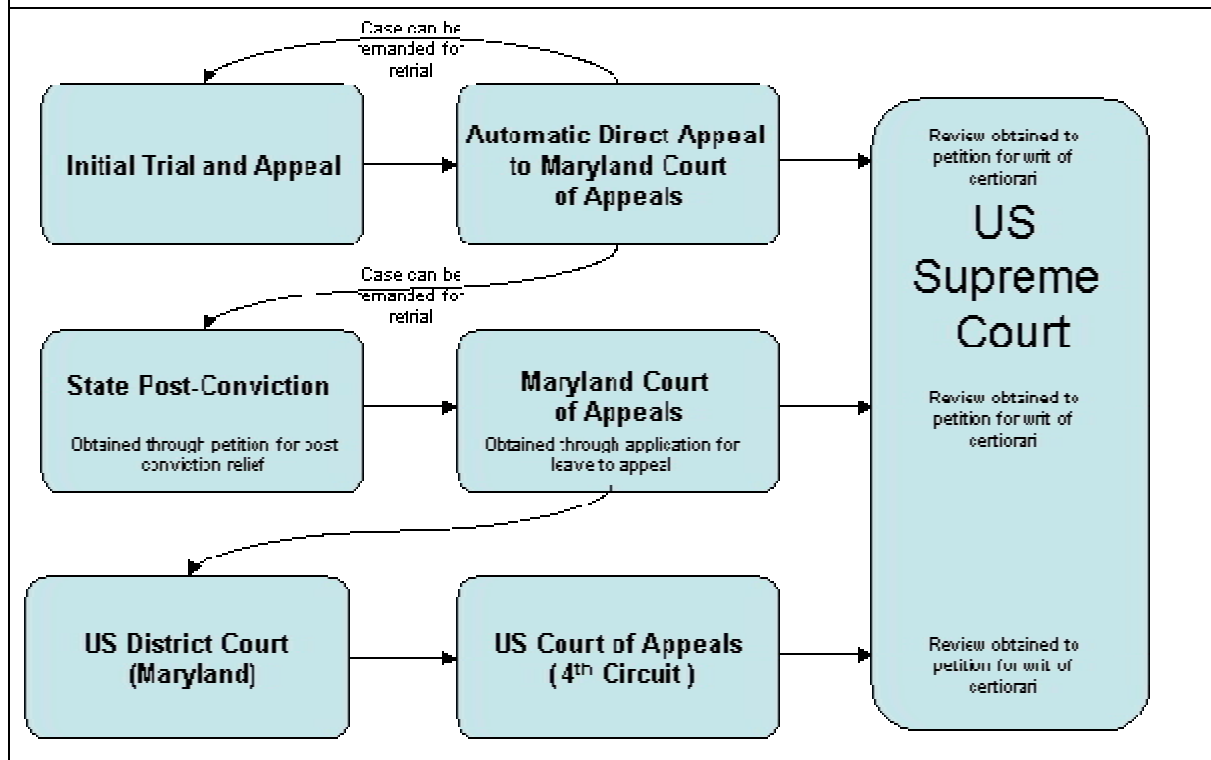 Case can be
emanded for
retrial
Initial Trial and Appeal
Automatic Direct Appeal
to Maryland Court
of Appeals
Review obtained to
petition for writ of
certiorari
US
Supreme
Court
Case can be
emanded for
retrial
State Post-Conviction
Obtained through petition for post
conviction relief
Maryland Court
of Appeals
Obtained through application for
leave to appeal
Review obtained to
petition for writ of
certiorari
US District Court
(Maryland)
US Court of Appeals
(4th Circuit)
Review obtained to
petition for writ of
certiorari